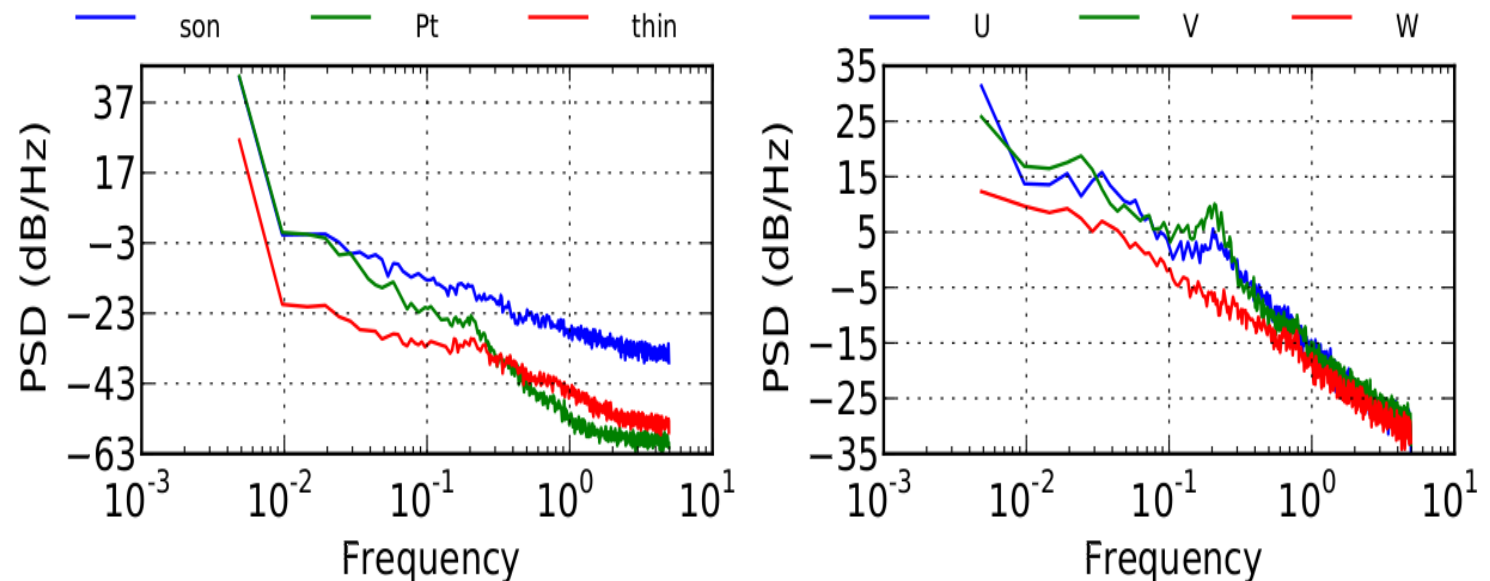 son Pt thin
PSD (dB/Hz)
37
17
−3
−23
−43
−63
10⁻³ 10⁻² 10⁻¹ 10⁰ 10¹
Frequency
U V W
PSD (dB/Hz)
35
25
15
5
−5
−15
−25
−35
10⁻³ 10⁻² 10⁻¹ 10⁰ 10¹
Frequency